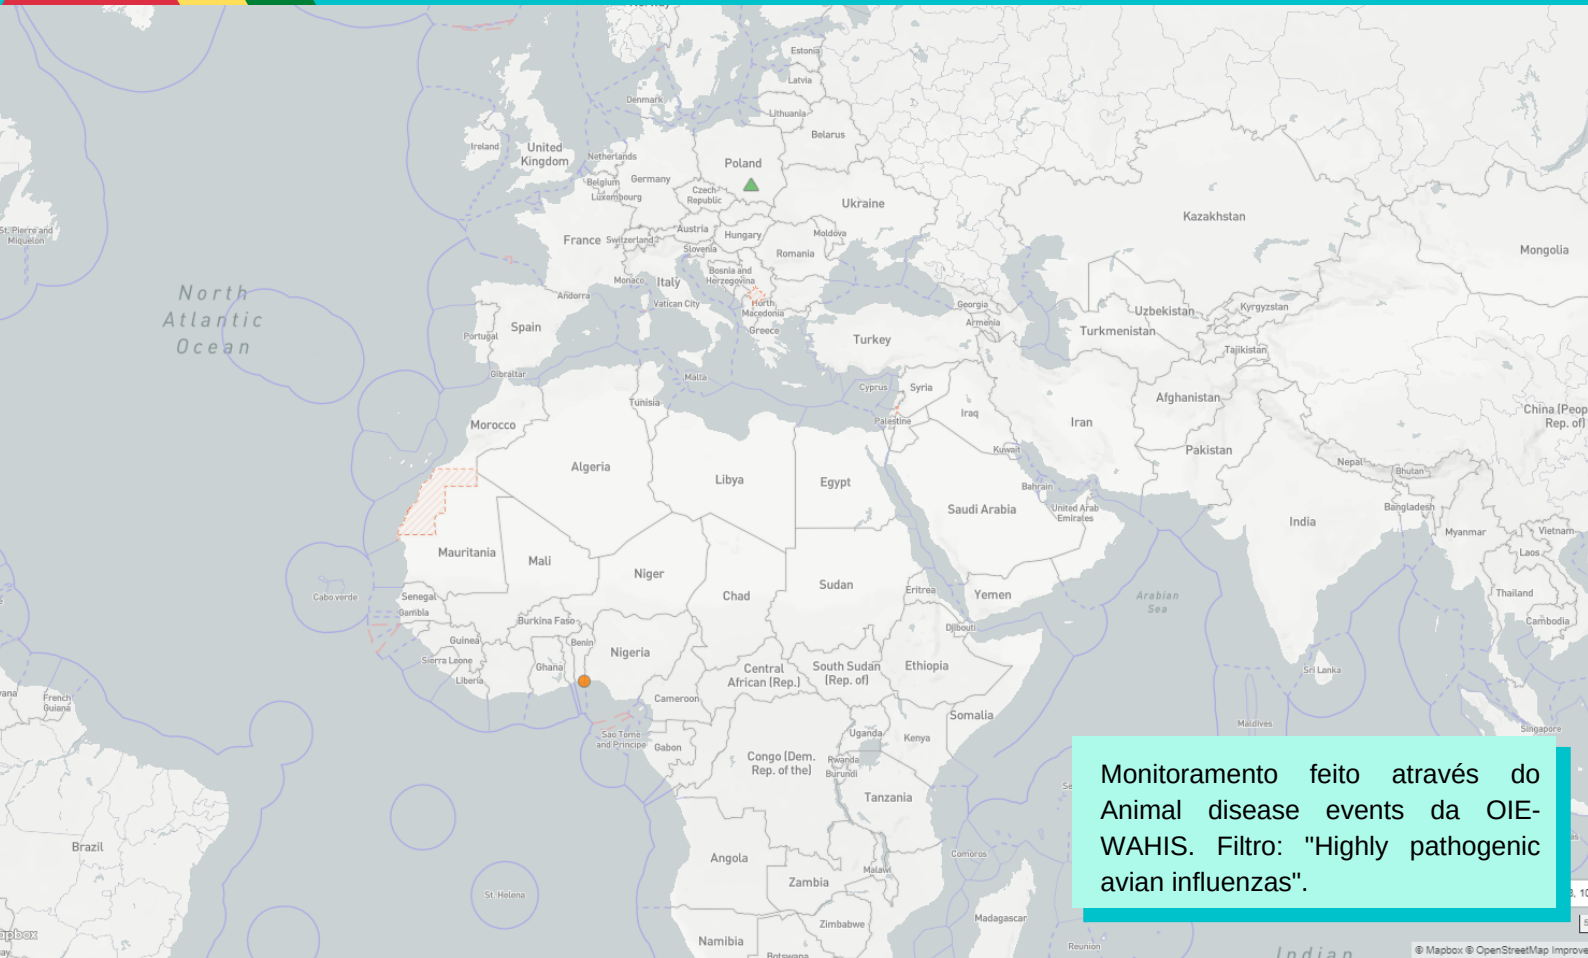 Norway
Estonia
Latvia
Denmark
Lithuania
Belarus
Ireland
United
Kingdom
Netherlands
Poland
Belgium
Germany
Luxembourg
Czech
Republic
Ukraine
Kazakhstan
St. Pierre and
Miquelon
France
Switzerland
Austria
Slovenia
Hungary
Moldova
Romania
Mongolia
Bosnia and
Herzegovina
Monaco
Italy
Andorra
Vatican City
North
Macedonia
Greece
North
Atlantic
Ocean
Portugal
Spain
Georgia
Armenia
Turkey
Uzbekistan
Kyrgyzstan
Turkmenistan
Tajikistan
Gibraltar
Malta
Tunisia
Cyprus
Syria
Afghanistan
Morocco
Palestine
Iraq
Iran
China (Peop
Rep. of)
Kuwait
Pakistan
Nepal
Bhutan
Algeria
Libya
Egypt
Bahrain
Saudi Arabia
United Arab
Emirates
India
Bangladesh
Myanmar
Vietnam
Laos
Mauritania
Mali
Niger
Chad
Sudan
Eritrea
Yemen
Arabian
Sea
Thailand
Cabo verde
Senegal
Gambia
Burkina Faso
Djibouti
Cambodia
Guinea
Benin
Nigeria
Sierra Leone
Ghana
Liberia
Central
African (Rep.)
South Sudan
(Rep. of)
Ethiopia
Sri Lanka
French
Guiana
Cameroon
Somalia
Maldives
Singapore
Sao Tome
and Principe
Gabon
Uganda
Kenya
Congo (Dem.
Rep. of the)
Rwanda
Burundi
Tanzania
Monitoramento feito através do
Animal disease events da OIE-
WAHIS. Filtro: "Highly pathogenic
avian influenzas".
Brazil
Angola
Comoros
Malawi
Zambia
St. Helena
Madagascar
Zimbabwe
Namibia
Botswana
Reunion
Indian
© Mapbox © OpenStreetMap Improve